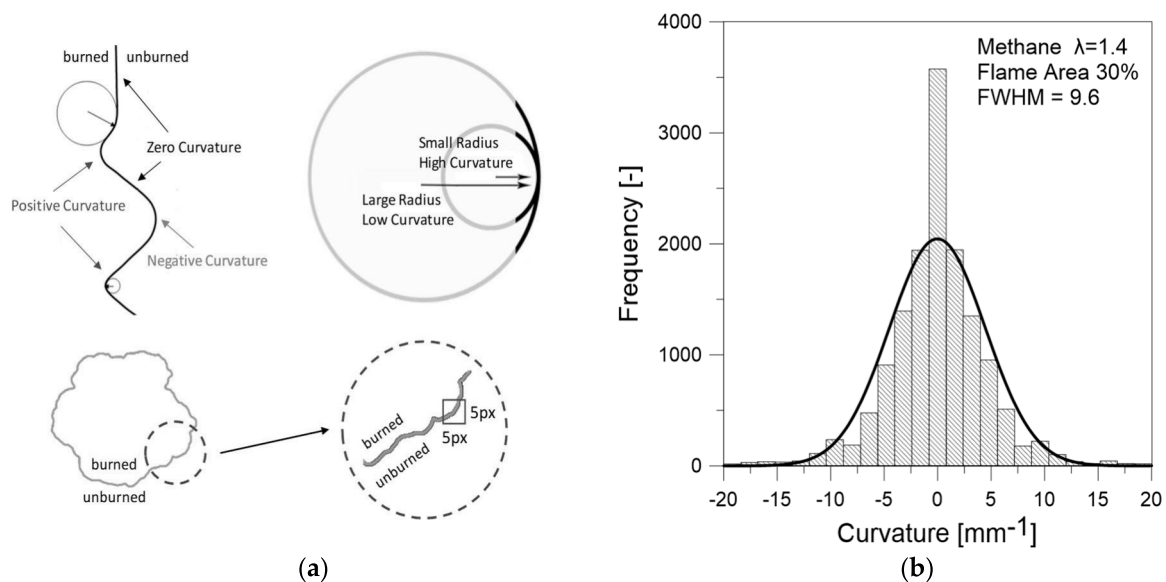 burned unburned
Zero Curvature
Positive Curvature
Negative Curvature
Small Radius
High Curvature
Large Radius
Low Curvature
burned
unburned
burned
unburned
5px
5px
(a)
4000
3000
2000
1000
0
Frequency [-]
Methane λ=1.4
Flame Area 30%
FWHM = 9.6
-20 -15 -10 -5 0 5 10 15 20
Curvature [mm-1]
(b)